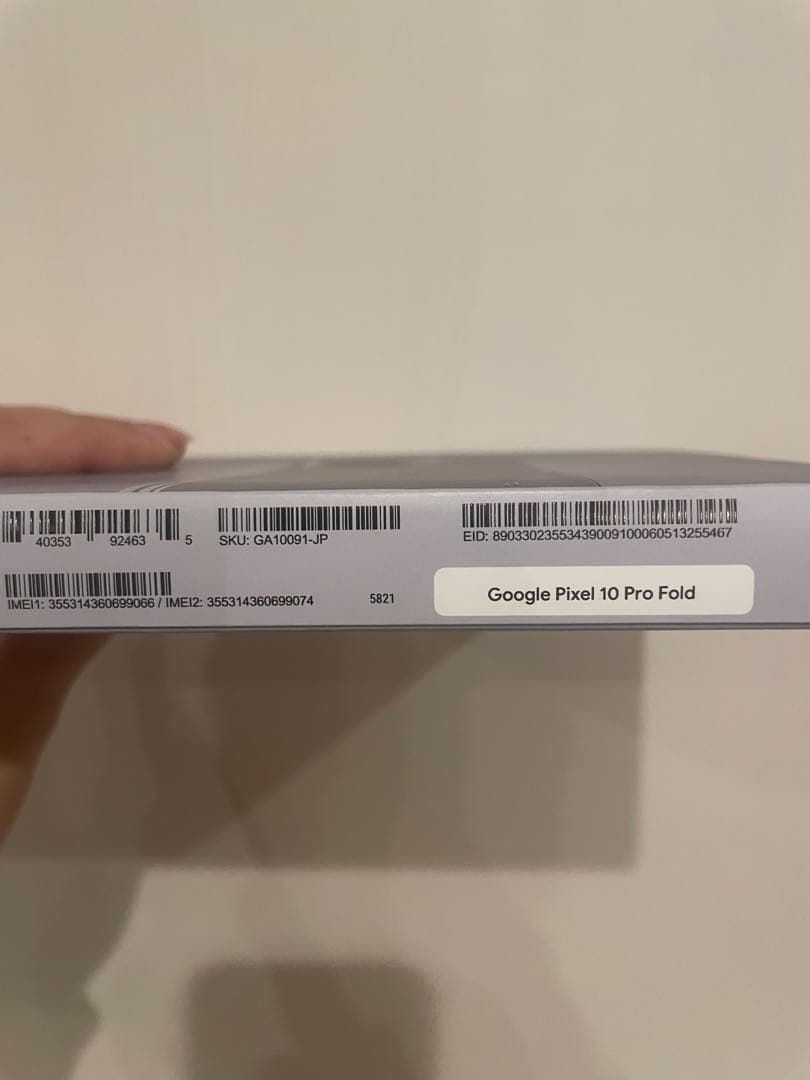 40353 92463 5
SKU: GA10091-JP
EID: 89033023553439009100060513255467
IMEI1: 355314360699066 / IMEI2: 355314360699074
5821
Google Pixel 10 Pro Fold